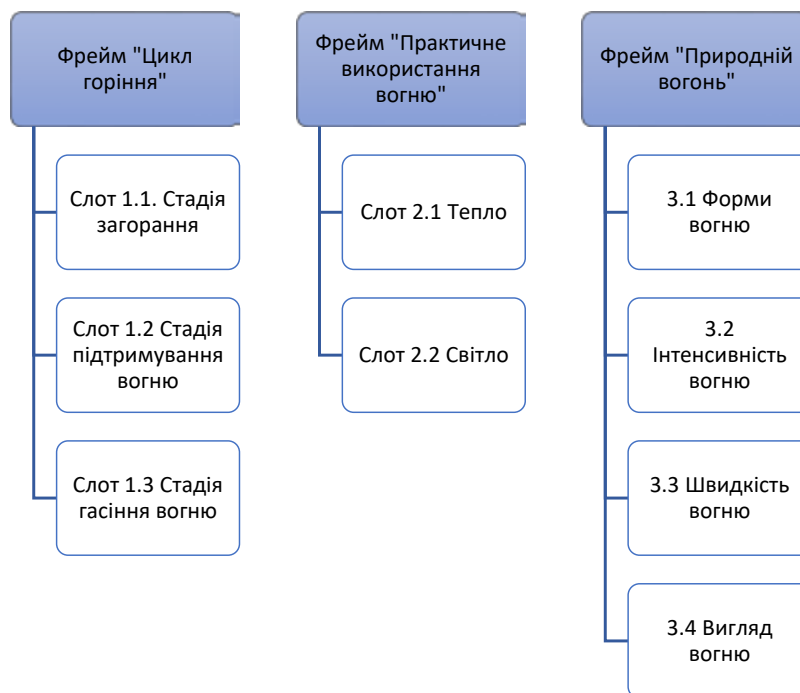 Фрейм "Цикл
горіння"
Слот 1.1. Стадія
загорання
Слот 1.2 Стадія
підтримування
вогню
Слот 1.3 Стадія
гасіння вогню
Фрейм "Практичне
використання
вогню"
Слот 2.1 Тепло
Слот 2.2 Світло
Фрейм "Природній
вогонь"
3.1 Форми
вогню
3.2
Інтенсивність
вогню
3.3 Швидкість
вогню
3.4 Вигляд
вогню